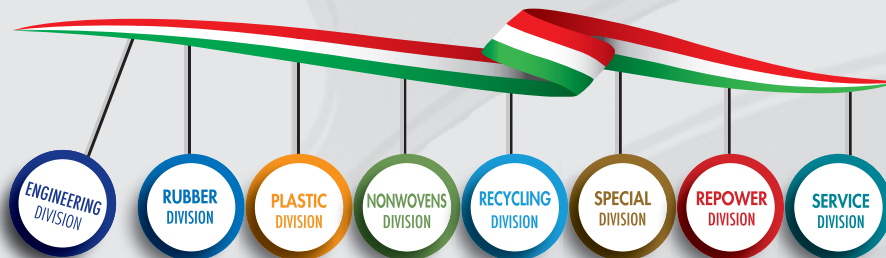 ENGINEERING
DIVISION
RUBBER
DIVISION
PLASTIC
DIVISION
NONWOVENS
DIVISION
RECYCLING
DIVISION
SPECIAL
DIVISION
REPOWER
DIVISION
SERVICE
DIVISION